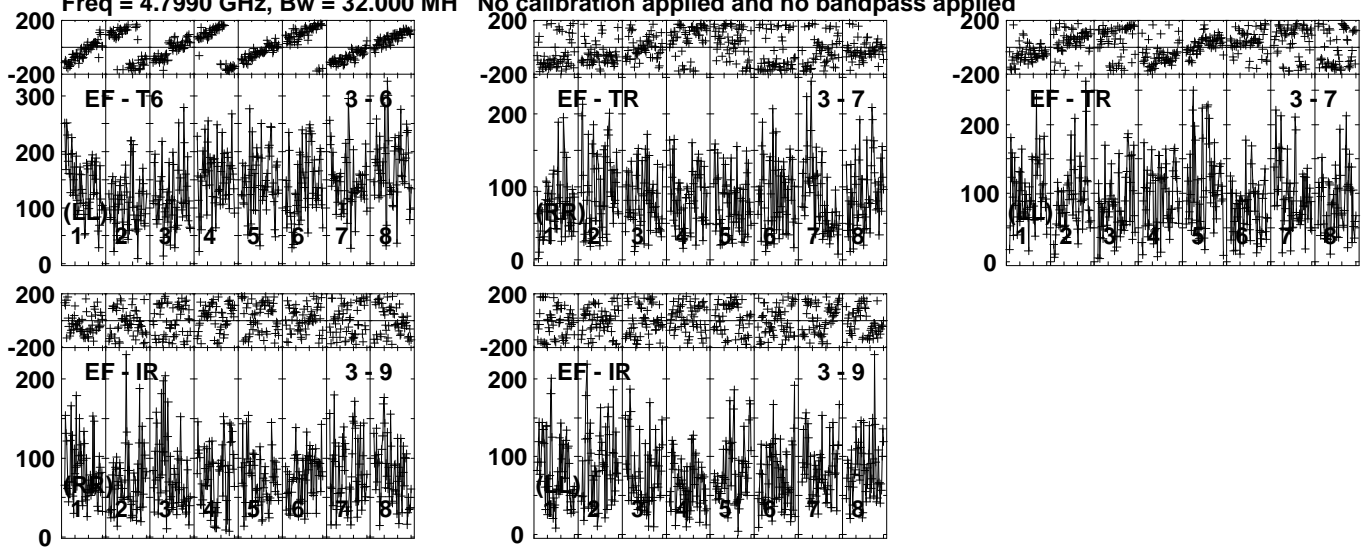 Freq = 4.7990 GHz, Bw = 32.000 MH   No calibration applied and no bandpass applied
200
-200
300
200
100
0
EF - T6 3 - 6
(LL)
1 2 3 4 5 6 7 8
200
-200
200
100
0
EF - TR 3 - 7
(RR)
1 2 3 4 5 6 7 8
200
-200
200
100
0
EF - TR 3 - 7
(LL)
1 2 3 4 5 6 7 8
200
-200
200
100
0
EF - IR 3 - 9
(RR)
1 2 3 4 5 6 7 8
200
-200
200
100
0
EF - IR 3 - 9
(LL)
1 2 3 4 5 6 7 8